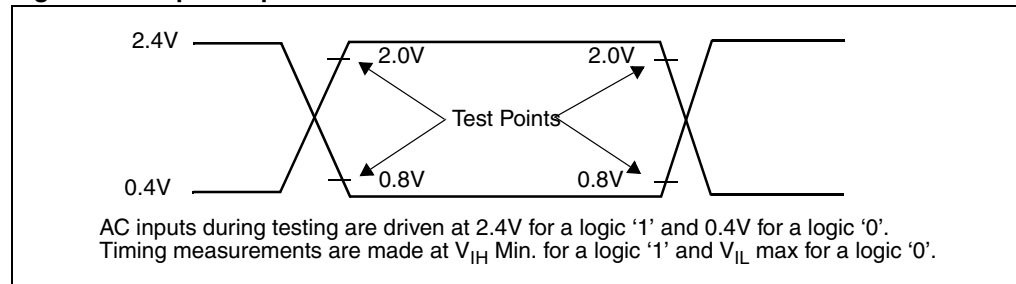 2.4V
2.0V
2.0V
Test Points
0.4V
0.8V
0.8V
AC inputs during testing are driven at 2.4V for a logic ‘1’ and 0.4V for a logic ‘0’.
Timing measurements are made at VIH Min. for a logic ‘1’ and VIL max for a logic ‘0’.